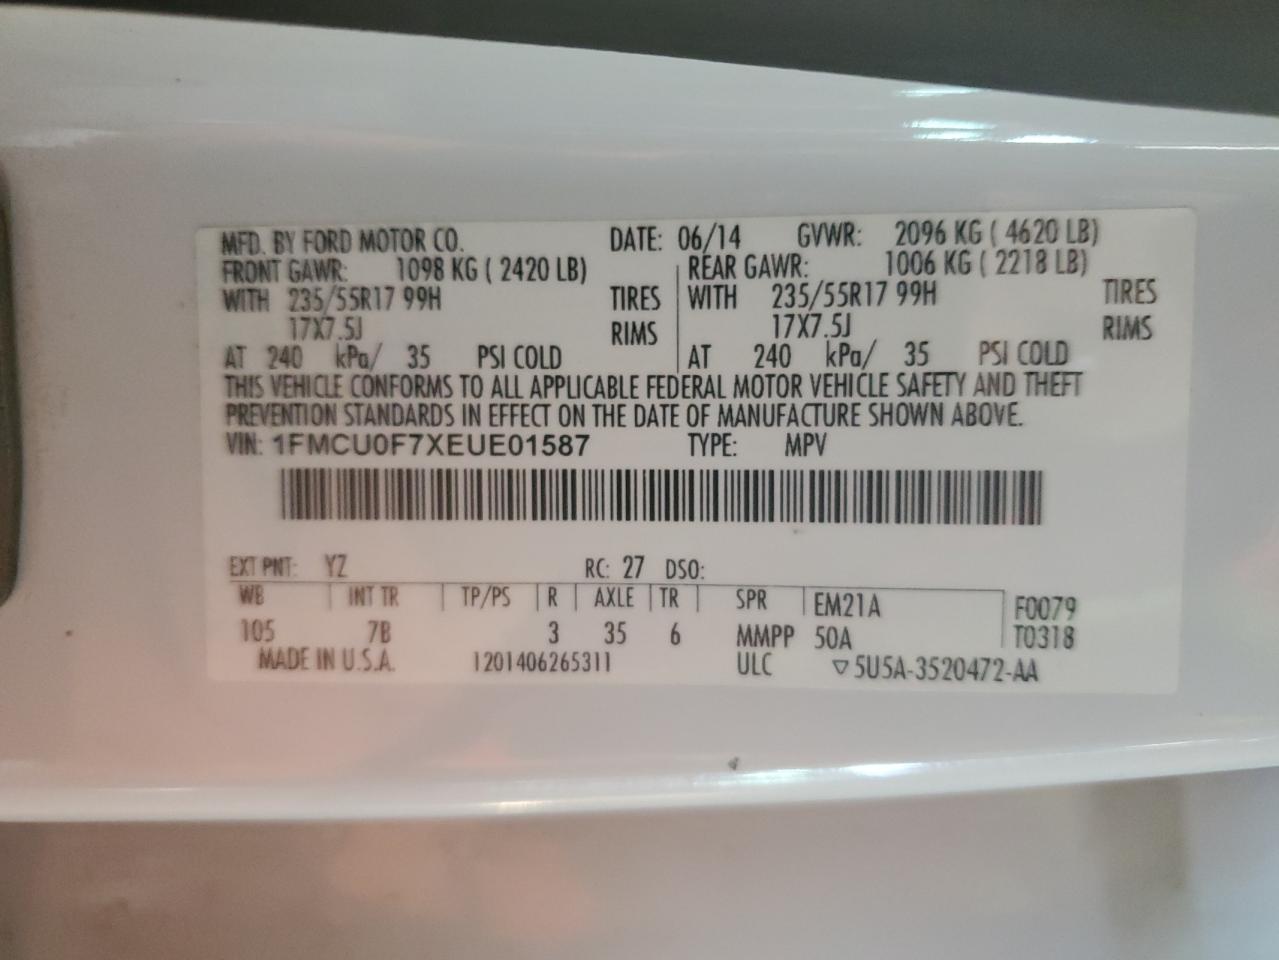 MFD. BY FORD MOTOR CO. DATE: 06/14 GVWR: 2096 KG ( 4620 LB)
FRONT GAWR: 1098 KG ( 2420 LB) REAR GAWR: 1006 KG ( 2218 LB)
WITH 235/55R17 99H TIRES WITH 235/55R17 99H TIRES
17X7.5J RIMS 17X7.5J RIMS
AT 240 kPa/ 35 PSI COLD AT 240 kPa/ 35 PSI COLD
THIS VEHICLE CONFORMS TO ALL APPLICABLE FEDERAL MOTOR VEHICLE SAFETY AND THEFT
PREVENTION STANDARDS IN EFFECT ON THE DATE OF MANUFACTURE SHOWN ABOVE.
VIN: 1FMCU0F7XEUE01587 TYPE: MPV
EXT PNT: YZ RC: 27 DSO:
WB INT TR TP/PS R AXLE TR SPR EM21A F0079
105 7B 3 35 6 MMPP 50A T0318
MADE IN U.S.A. 1201406265311 ULC ▽5U5A-3520472-AA